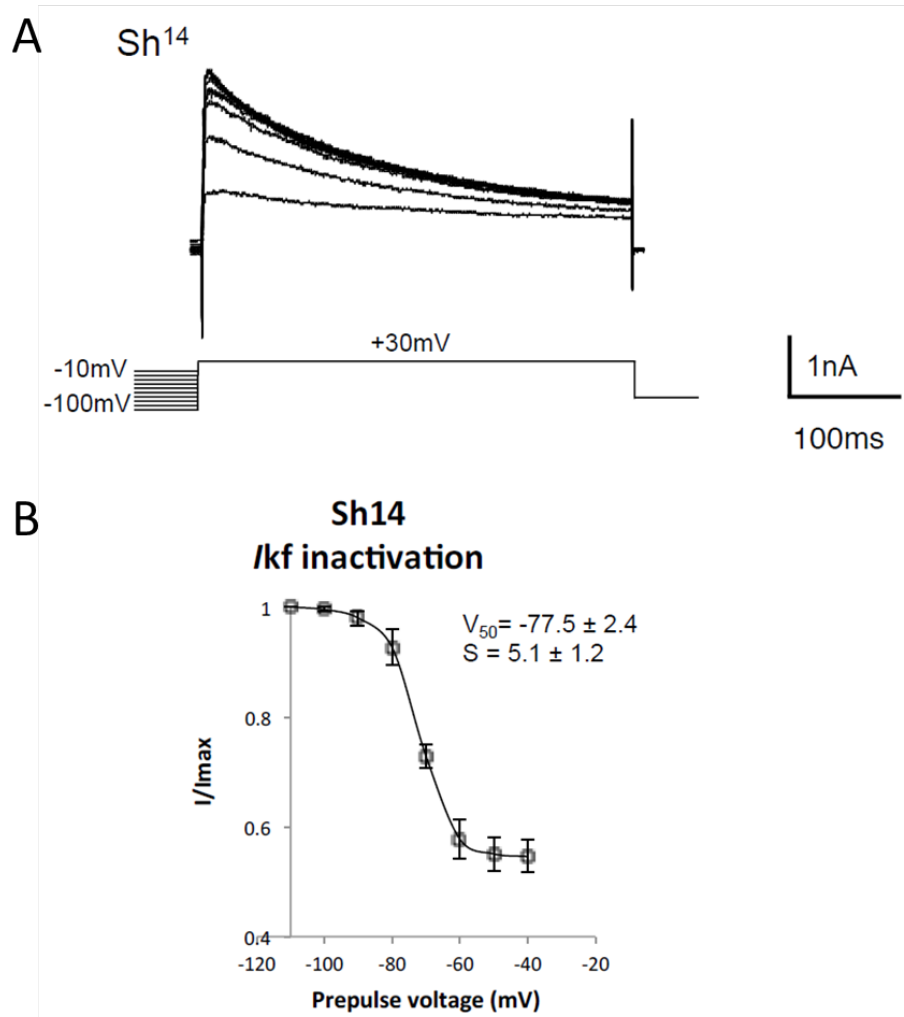 A
Sh¹⁴
+30mV
-10mV
-100mV
1nA
100ms
B
Sh14
Ikf inactivation
V₅₀= -77.5 ± 2.4
S = 5.1 ± 1.2
1
0.8
0.6
0.4
I/Imax
-120 -100 -80 -60 -40 -20
Prepulse voltage (mV)